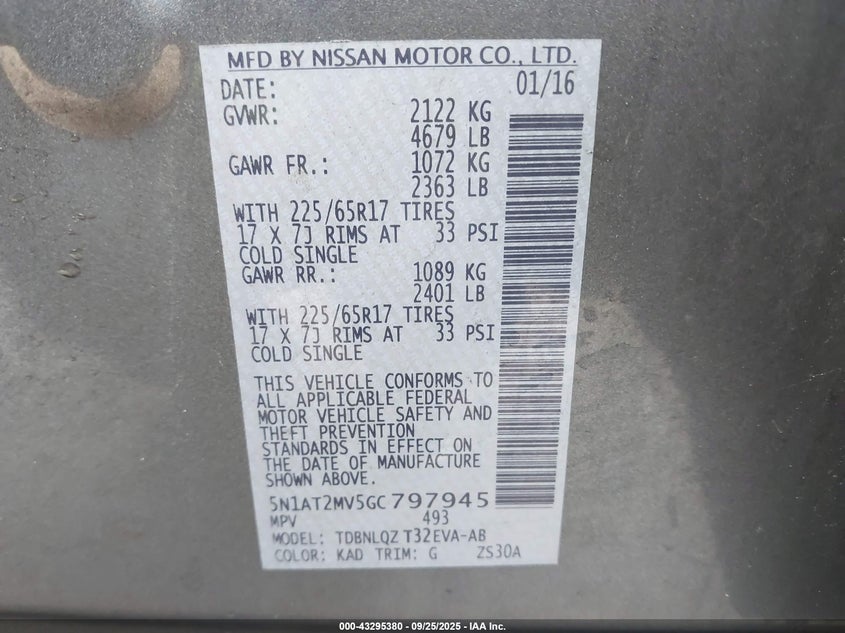 MFD BY NISSAN MOTOR CO., LTD.
DATE: 01/16
GVWR: 2122 KG
4679 LB
GAWR FR.: 1072 KG
2363 LB
WITH 225/65R17 TIRES
17 X 7J RIMS AT 33 PSI
COLD SINGLE
GAWR RR.: 1089 KG
2401 LB
WITH 225/65R17 TIRES
17 X 7J RIMS AT 33 PSI
COLD SINGLE
THIS VEHICLE CONFORMS TO
ALL APPLICABLE FEDERAL
MOTOR VEHICLE SAFETY AND
THEFT PREVENTION
STANDARDS IN EFFECT ON
THE DATE OF MANUFACTURE
SHOWN ABOVE.
5N1AT2MV5GC797945
MPV 493
MODEL: TDBNLQZ T32EVA-AB
COLOR: KAD TRIM: G ZS30A
000-43295380 - 09/25/2025 - IAA Inc.